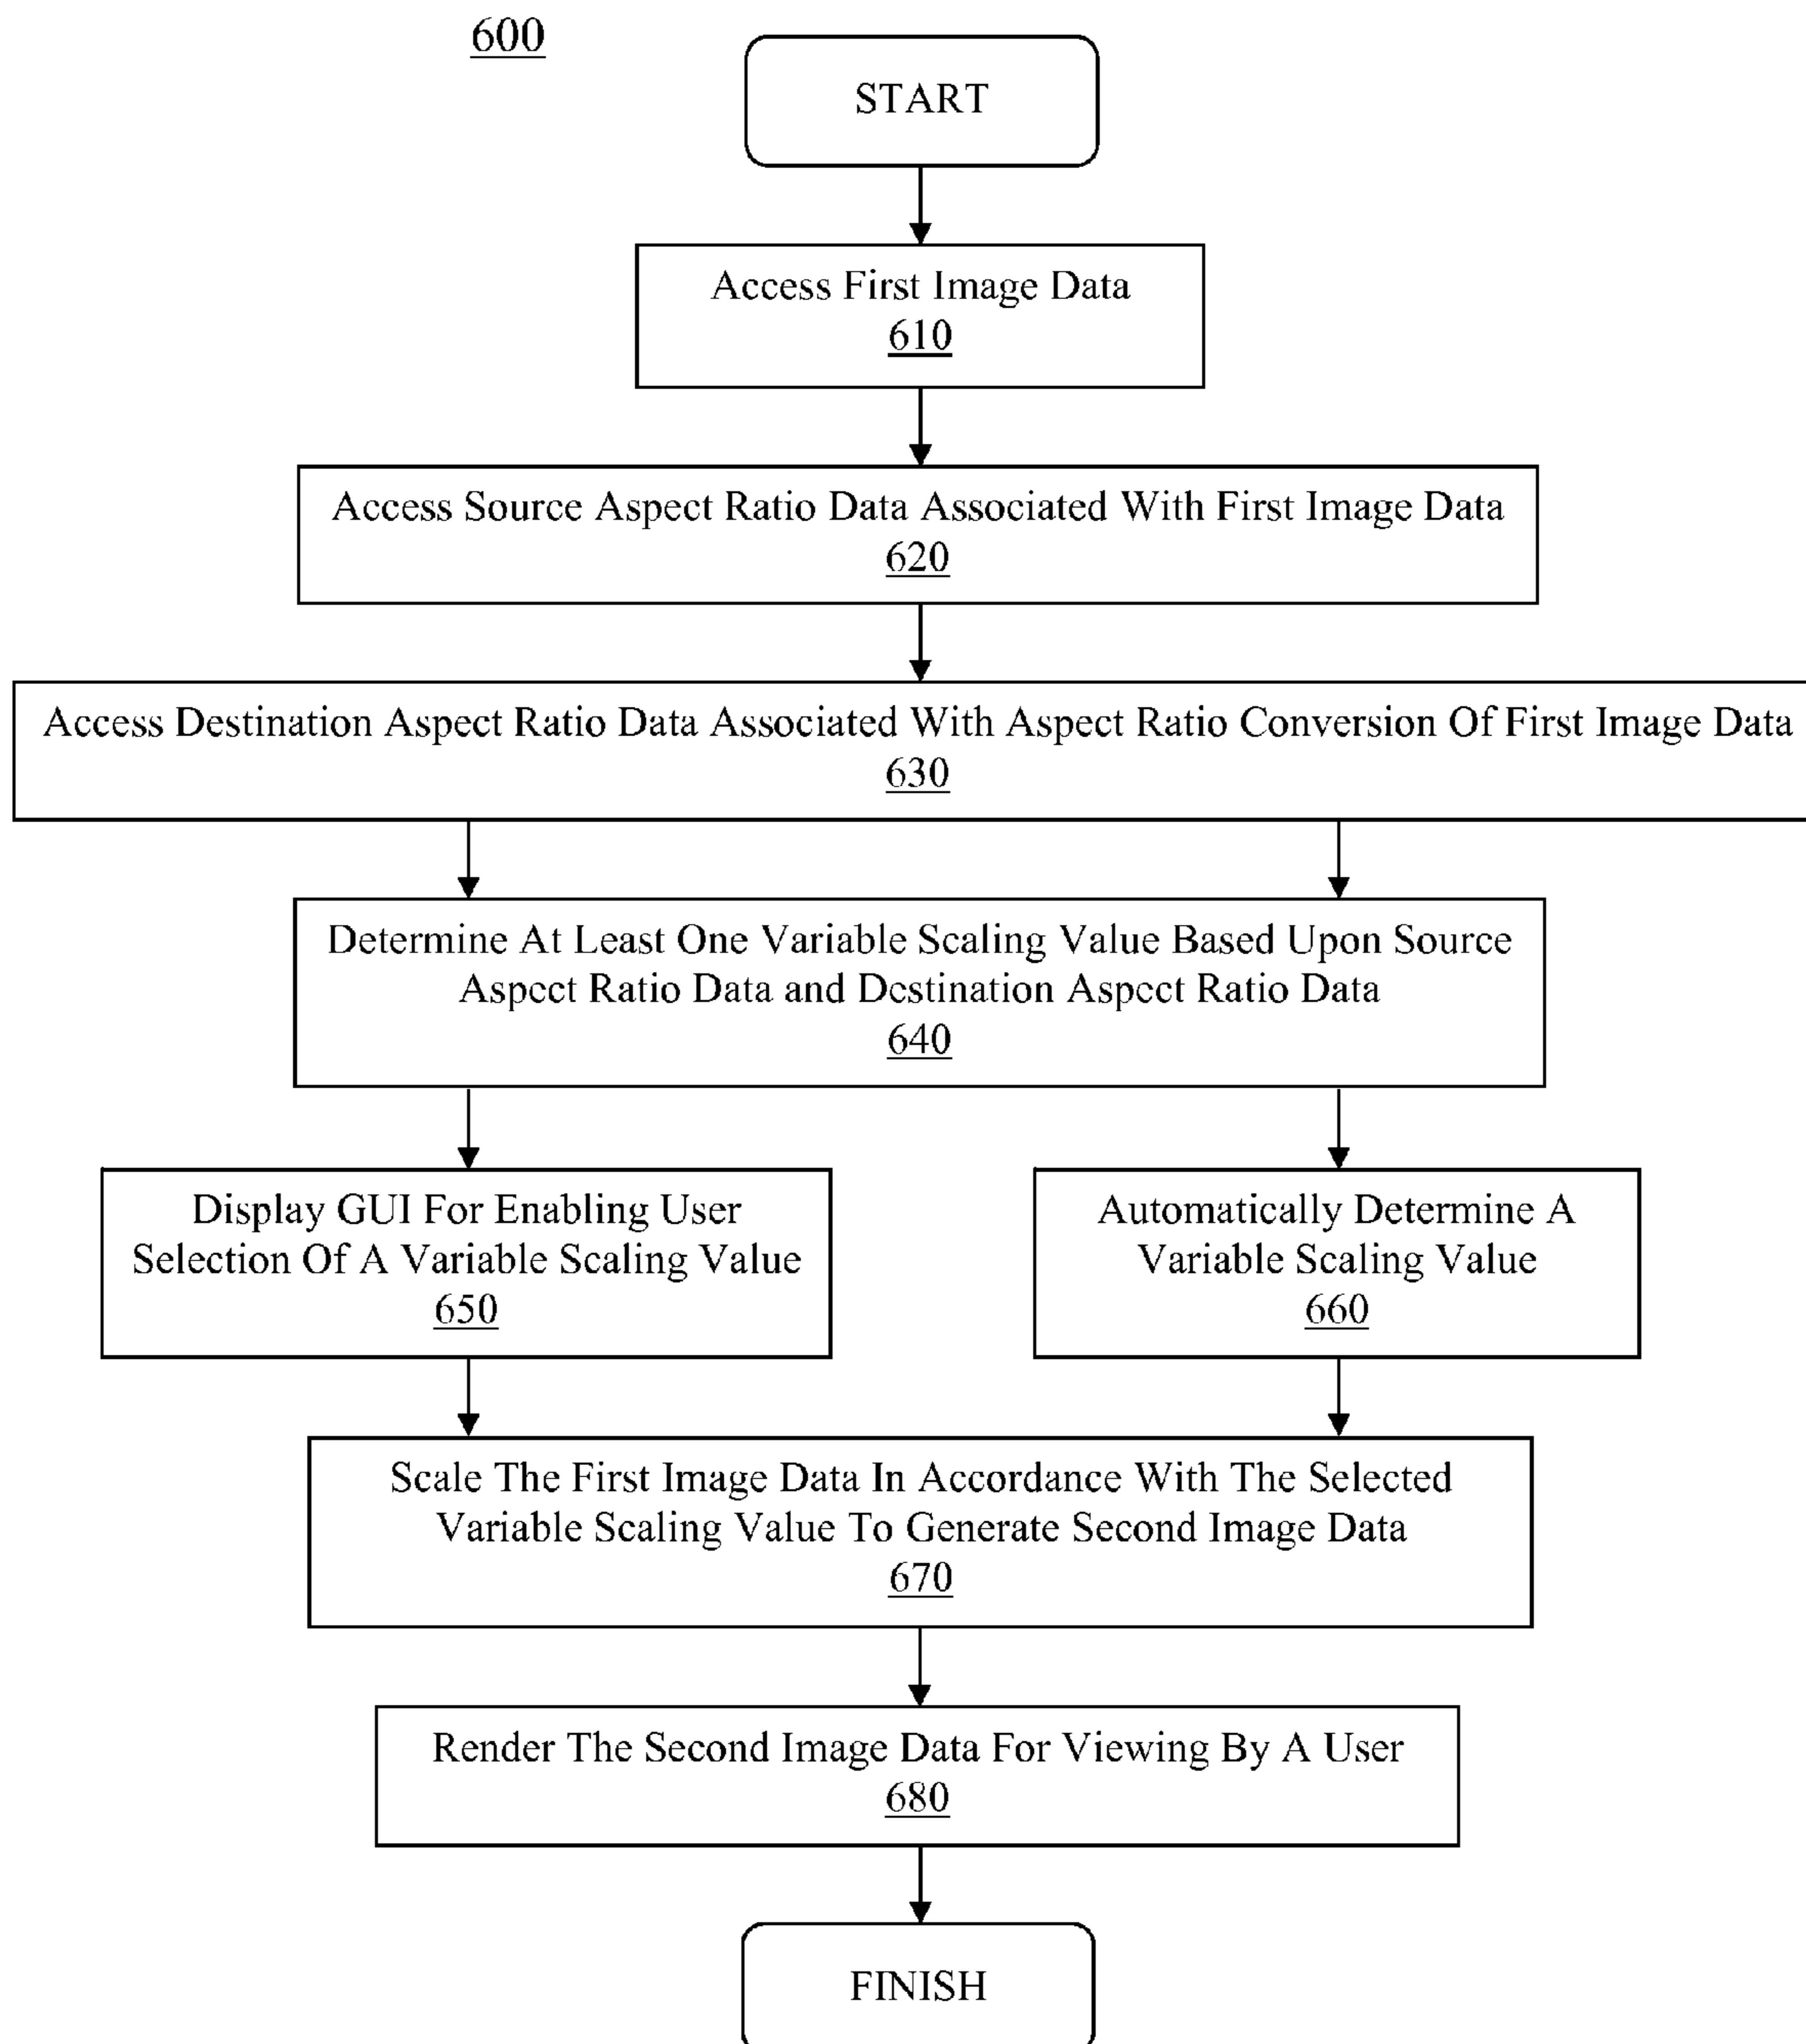 600
START
Access First Image Data
610
Access Source Aspect Ratio Data Associated With First Image Data
620
Access Destination Aspect Ratio Data Associated With Aspect Ratio Conversion Of First Image Data
630
Determine At Least One Variable Scaling Value Based Upon Source
Aspect Ratio Data and Destination Aspect Ratio Data
640
Display GUI For Enabling User
Selection Of A Variable Scaling Value
650
Automatically Determine A
Variable Scaling Value
660
Scale The First Image Data In Accordance With The Selected
Variable Scaling Value To Generate Second Image Data
670
Render The Second Image Data For Viewing By A User
680
FINISH